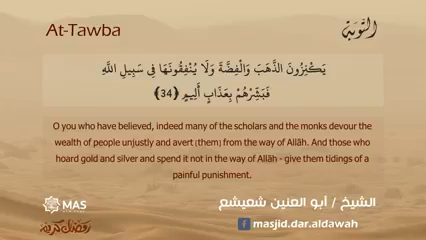 At-Tawba
التوبة
يَكْنِزُونَ الذَّهَبَ وَالْفِضَّةَ وَلَا يُنْفِقُونَهَا فِي سَبِيلِ اللَّهِ
فَبَشِّرْهُمْ بِعَذَابٍ أَلِيمٍ ﴿34﴾
O you who have believed, indeed many of the scholars and the monks devour the
wealth of people unjustly and avert [them] from the way of Allāh. And those who
hoard gold and silver and spend it not in the way of Allāh - give them tidings of a
painful punishment.
MAS
الشيخ / أبو العنين شعيشع
رمضان كريم
masjid.dar.aldawah